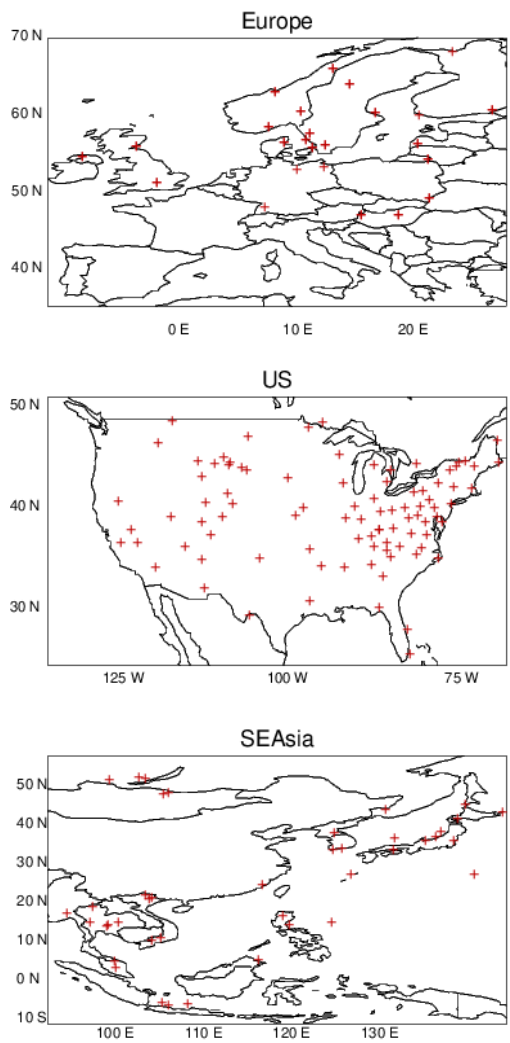 Europe
70 N
60 N
50 N
40 N
0 E 10 E 20 E
US
50 N
40 N
30 N
125 W 100 W 75 W
SEAsia
50 N
40 N
30 N
20 N
10 N
0 N
10 S
100 E 110 E 120 E 130 E